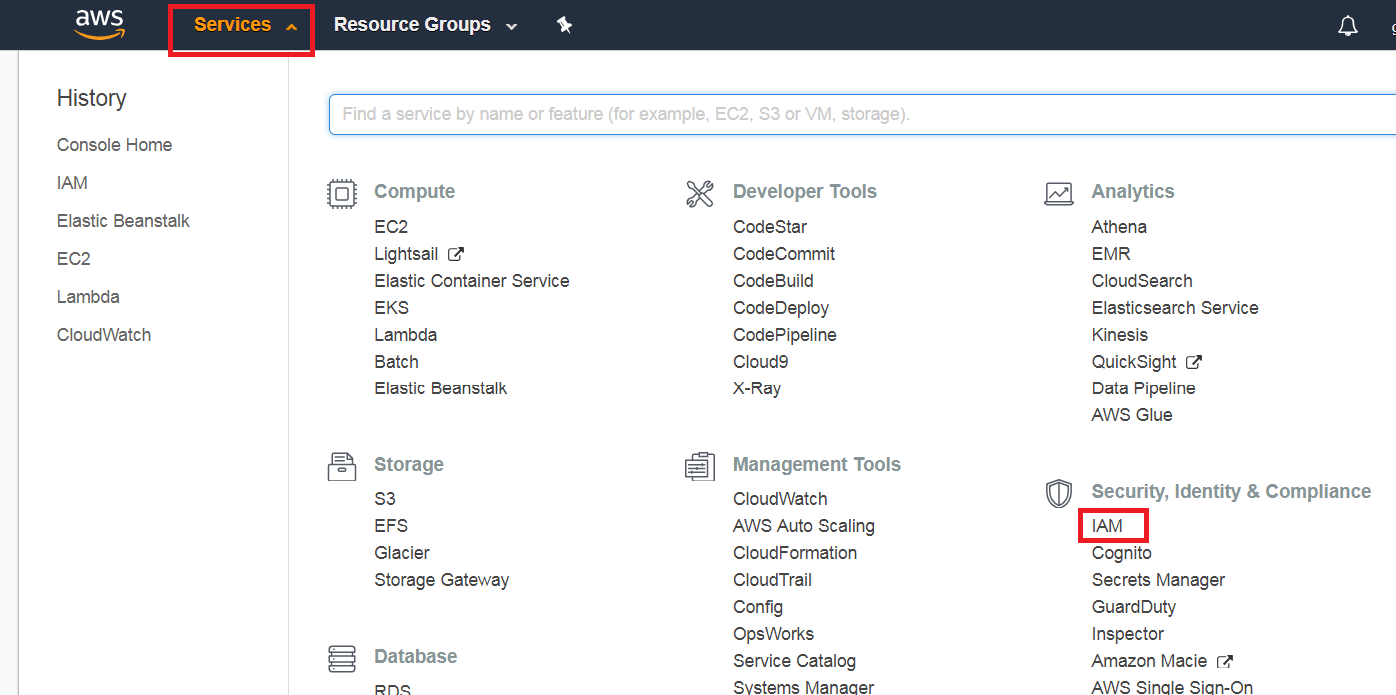 aws Services Resource Groups
History
Console Home
IAM
Elastic Beanstalk
EC2
Lambda
CloudWatch
Find a service by name or feature (for example, EC2, S3 or VM, storage).
Compute
EC2
Lightsail
Elastic Container Service
EKS
Lambda
Batch
Elastic Beanstalk
Storage
S3
EFS
Glacier
Storage Gateway
Database
RDS
Developer Tools
CodeStar
CodeCommit
CodeBuild
CodeDeploy
CodePipeline
Cloud9
X-Ray
Management Tools
CloudWatch
AWS Auto Scaling
CloudFormation
CloudTrail
Config
OpsWorks
Service Catalog
Systems Manager
Analytics
Athena
EMR
CloudSearch
Elasticsearch Service
Kinesis
QuickSight
Data Pipeline
AWS Glue
Security, Identity & Compliance
IAM
Cognito
Secrets Manager
GuardDuty
Inspector
Amazon Macie
AWS Single Sign-On